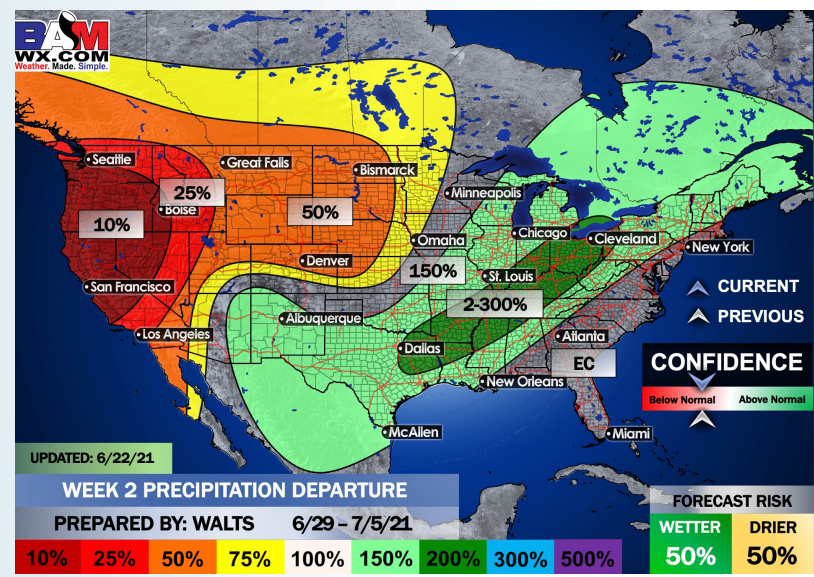 BAM
WX.COM
Weather. Made. Simple.
Seattle
Great Falls
Bismarck
25%
Boise
Minneapolis
50%
10%
Chicago
Cleveland
Omaha
New York
Denver
150%
St. Louis
San Francisco
CURRENT
2-300%
Albuquerque
PREVIOUS
Los Angeles
Atlanta
Dallas
EC
CONFIDENCE
New Orleans
Below Normal
Above Normal
McAllen
Miami
UPDATED: 6/22/21
WEEK 2 PRECIPITATION DEPARTURE
PREPARED BY: WALTS 6/29 – 7/5/21
FORECAST RISK
WETTER
50%
DRIER
50%
10% 25% 50% 75% 100% 150% 200% 300% 500%